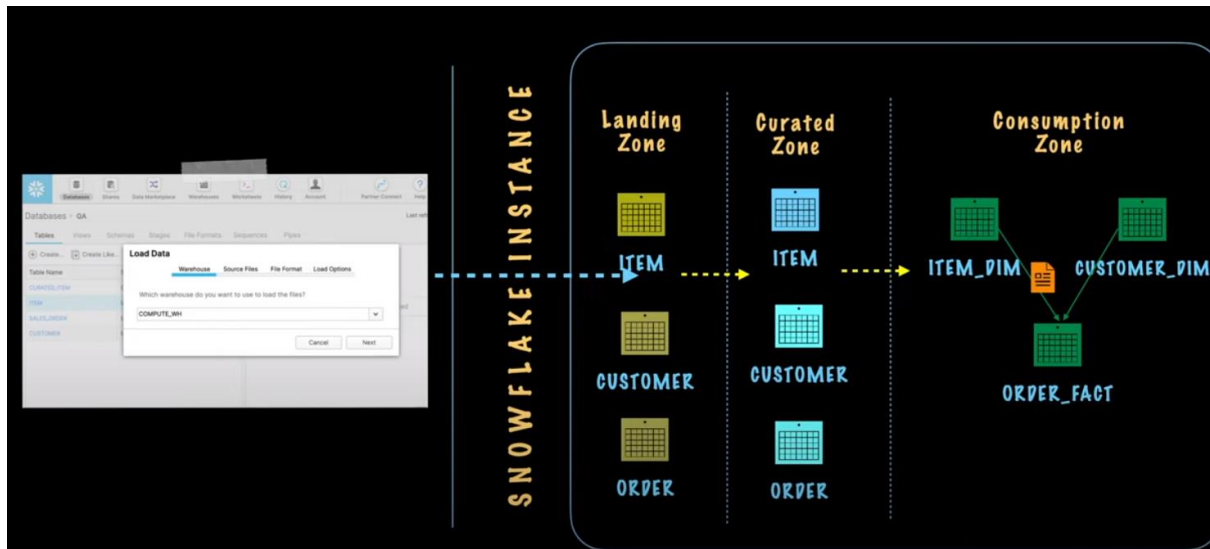 Databases
Shares
Data Marketplace
Warehouses
Worksheets
History
Account
Partner Connect
Help
Databases › QA
Tables Views Schemas Stages File Formats Sequences Pipes
Create... Create Like...
Table Name
CURATED_ITEM
ITEM
SALES_ORDER
CUSTOMER
Load Data
Warehouse Source Files File Format Load Options
Which warehouse do you want to use to load the files?
COMPUTE_WH
Cancel Next
SNOWFLAKE INSTANCE
Landing
Zone
ITEM
CUSTOMER
ORDER
Curated
Zone
ITEM
CUSTOMER
ORDER
Consumption
Zone
ITEM_DIM
CUSTOMER_DIM
ORDER_FACT